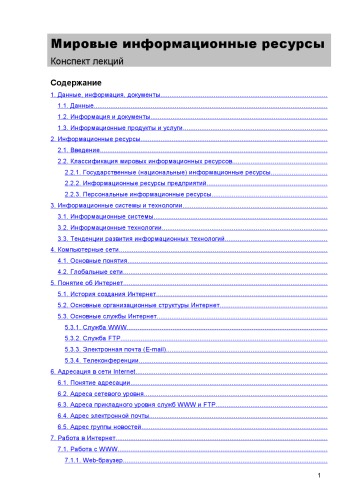 Мировые информационные ресурсы
Конспект лекций
Содержание
1. Данные, информация, документы
1.1. Данные
1.2. Информация и документы
1.3. Информационные продукты и услуги
2. Информационные ресурсы
2.1. Введение
2.2. Классификация мировых информационных ресурсов
2.2.1. Государственные (национальные) информационные ресурсы
2.2.2. Информационные ресурсы предприятий
2.2.3. Персональные информационные ресурсы
3. Информационные системы и технологии
3.1. Информационные системы
3.2. Информационные технологии
3.3. Тенденции развития информационных технологий
4. Компьютерные сети
4.1. Основные понятия
4.2. Глобальные сети
5. Понятие об Интернет
5.1. История создания Интернет
5.2. Основные организационные структуры Интернет
5.3. Основные службы Интернет
5.3.1. Служба WWW
5.3.2. Служба FTP
5.3.3. Электронная почта (E-mail)
5.3.4. Телеконференции
6. Адресация в сети Internet
6.1. Понятие адресации
6.2. Адреса сетевого уровня
6.3. Адреса прикладного уровня служб WWW и FTP
6.4. Адрес электронной почты
6.5. Адрес группы новостей
7. Работа в Интернет
7.1. Работа с WWW
7.1.1. Web-браузер
1